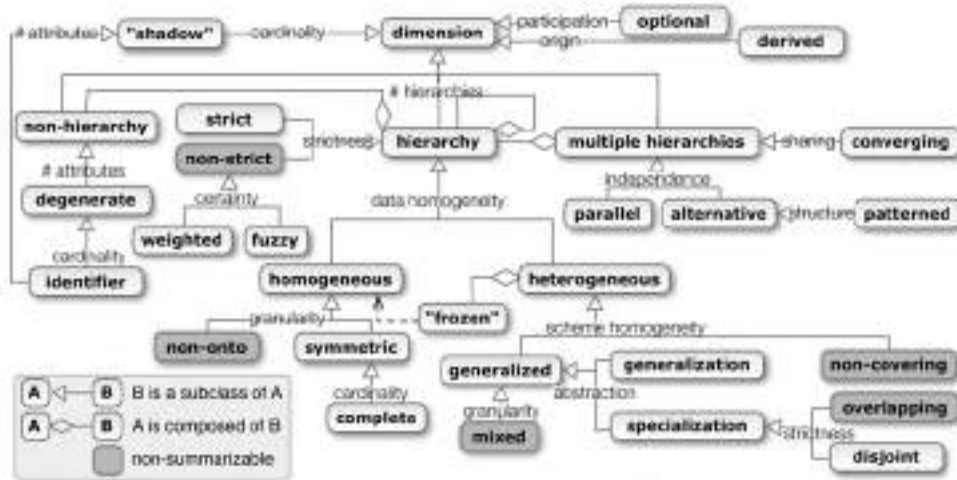 # attributes
"shadow"
cardinality
dimension
participation
optional
origin
derived
# hierarchies
non-hierarchy
strict
strictness
hierarchy
multiple hierarchies
sharing
converging
non-strict
# attributes
independence
degenerate
certainty
data homogeneity
parallel
alternative
structure
patterned
weighted
fuzzy
cardinality
identifier
homogeneous
heterogeneous
granularity
"frozen"
scheme homogeneity
non-onto
symmetric
generalized
generalization
non-covering
A
B
B is a subclass of A
cardinality
abstraction
overlapping
A
B
A is composed of B
complete
granularity
mixed
specialization
strictness
non-summarizable
disjoint